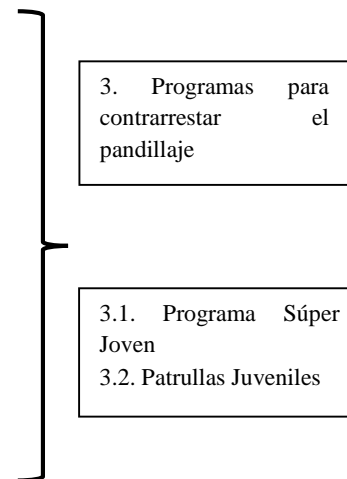 3. Programas para
contrarrestar el
pandillaje
3.1. Programa Súper
Joven
3.2. Patrullas Juveniles